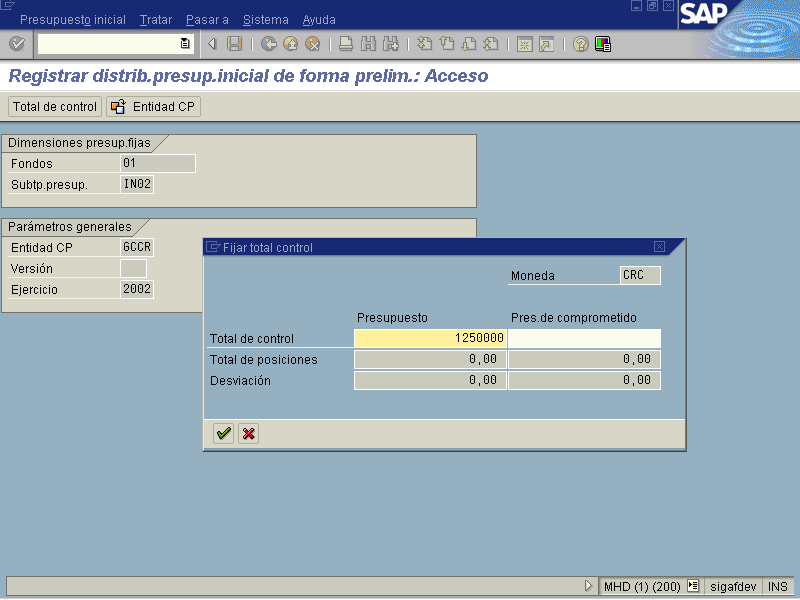 Presupuesto inicial Tratar Pasar a Sistema Ayuda
SAP
Registrar distrib.presup.inicial de forma prelim.: Acceso
Total de control Entidad CP
Dimensiones presup.fijas
Fondos 01
Subtp.presup. IN02
Parámetros generales
Entidad CP GCCR
Versión
Ejercicio 2002
Fijar total control
Moneda CRC
Presupuesto Pres.de comprometido
Total de control 1250000
Total de posiciones 0,00 0,00
Desviación 0,00 0,00
MHD (1) (200) sigafdev INS